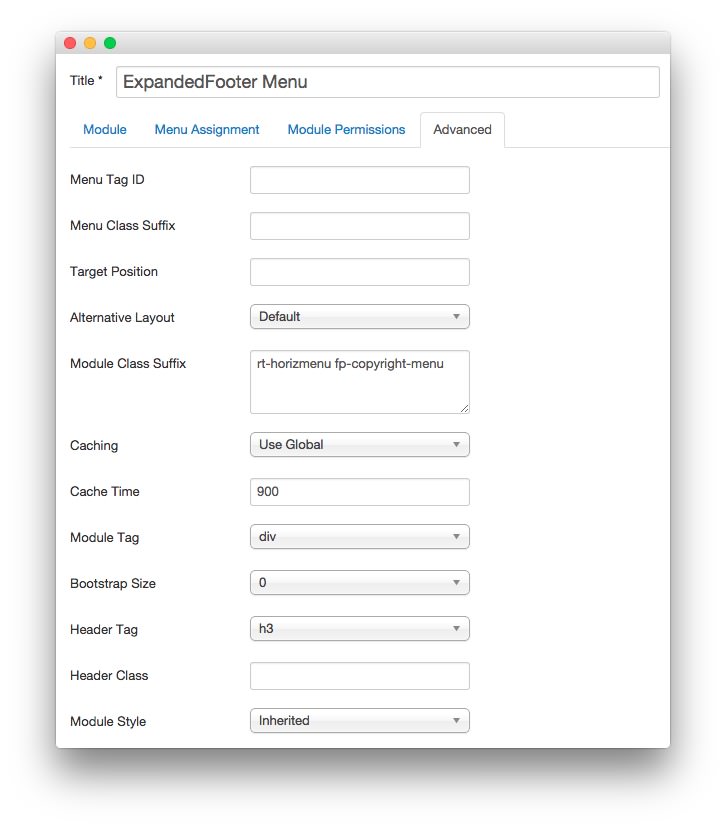 Title * ExpandedFooter Menu
Module Menu Assignment Module Permissions Advanced
Menu Tag ID
Menu Class Suffix
Target Position
Alternative Layout Default
Module Class Suffix rt-horizmenu fp-copyright-menu
Caching Use Global
Cache Time 900
Module Tag div
Bootstrap Size 0
Header Tag h3
Header Class
Module Style Inherited